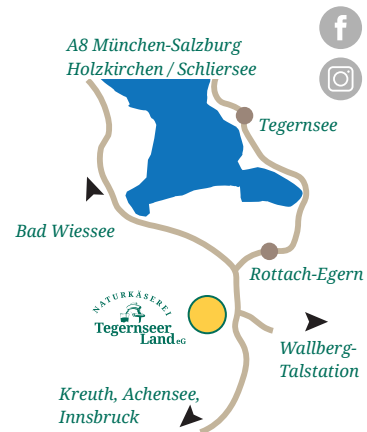 A8 München-Salzburg
Holzkirchen / Schliersee
Tegernsee
Bad Wiessee
Rottach-Egern
NATURKÄSEREI
Tegernseer
Land eG
Wallberg-
Talstation
Kreuth, Achensee,
Innsbruck